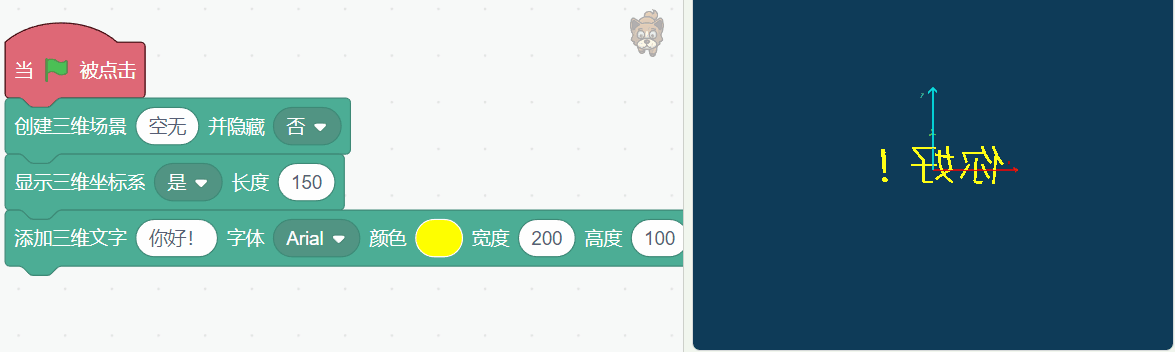 当 被点击
创建三维场景 空无 并隐藏 否
显示三维坐标系 是 长度 150
添加三维文字 你好！ 字体 Arial 颜色 宽度 200 高度 100
你好！